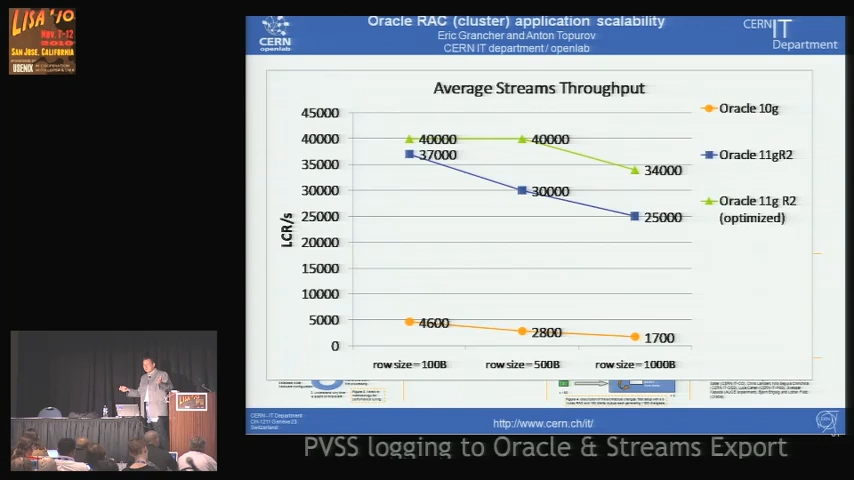 LISA '10
Nov. 7-12
2010
SAN JOSE, CALIFORNIA
USENIX
CERN
openlab
Oracle RAC (cluster) application scalability
Eric Grancher and Anton Topurov
CERN IT department / openlab
CERN IT
Department
Average Streams Throughput
45000
40000
35000
30000
25000
20000
15000
10000
5000
0
LCR/s
40000
37000
40000
30000
34000
25000
4600
2800
1700
row size = 100B
row size = 500B
row size = 1000B
Oracle 10g
Oracle 11gR2
Oracle 11g R2
(optimized)
CERN - IT Department
CH-1211 Genève 23
Switzerland
http://www.cern.ch/it/
PVSS logging to Oracle & Streams Export